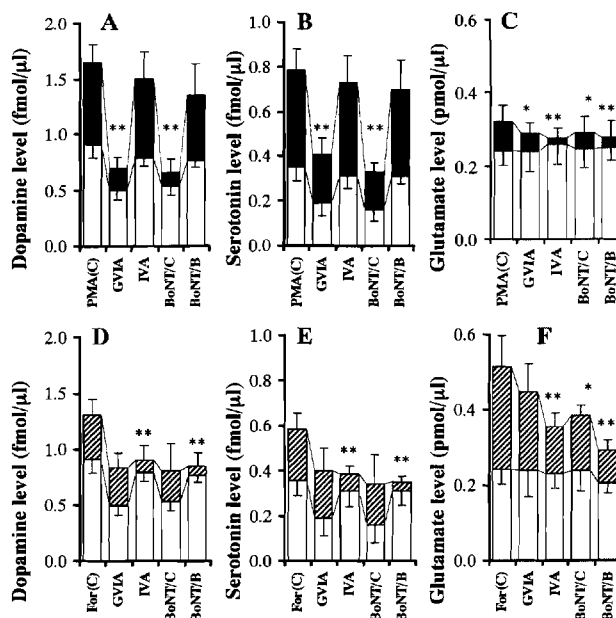 A
Dopamine level (fmol/µl)
2.0
1.5
1.0
0.5
0.0
**
**
PMA(C)
GVIA
IVA
BoNT/C
BoNT/B
B
Serotonin level (fmol/µl)
1.0
0.8
0.6
0.4
0.2
0.0
**
**
PMA(C)
GVIA
IVA
BoNT/C
BoNT/B
C
Glutamate level (pmol/µl)
0.6
0.4
0.2
0.0
*
**
*
**
PMA(C)
GVIA
IVA
BoNT/C
BoNT/B
D
Dopamine level (fmol/µl)
2.0
1.5
1.0
0.5
0.0
**
**
For(C)
GVIA
IVA
BoNT/C
BoNT/B
E
Serotonin level (fmol/µl)
1.0
0.8
0.6
0.4
0.2
0.0
**
**
For(C)
GVIA
IVA
BoNT/C
BoNT/B
F
Glutamate level (pmol/µl)
0.6
0.4
0.2
0.0
**
*
**
For(C)
GVIA
IVA
BoNT/C
BoNT/B